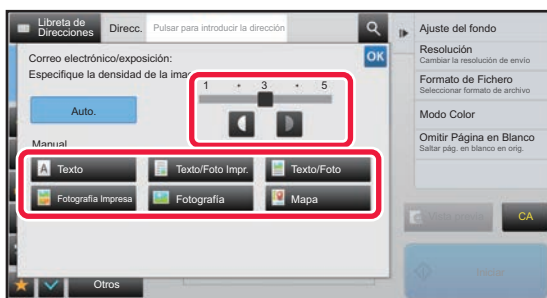 Libreta de
Direcciones
Direcc.
Pulsar para introducir la dirección
Correo electrónico/exposición:
Especifique la densidad de la imag
OK
1 • 3 • 5
Auto.
Manual
Texto
Texto/Foto Impr.
Texto/Foto
Fotografía Impresa
Fotografía
Mapa
Otros
Ajuste del fondo
Resolución
Cambiar la resolución de envío
Formato de Fichero
Seleccionar formato de archivo
Modo Color
Omitir Página en Blanco
Saltar pág. en blanco en orig.
CA
Iniciar